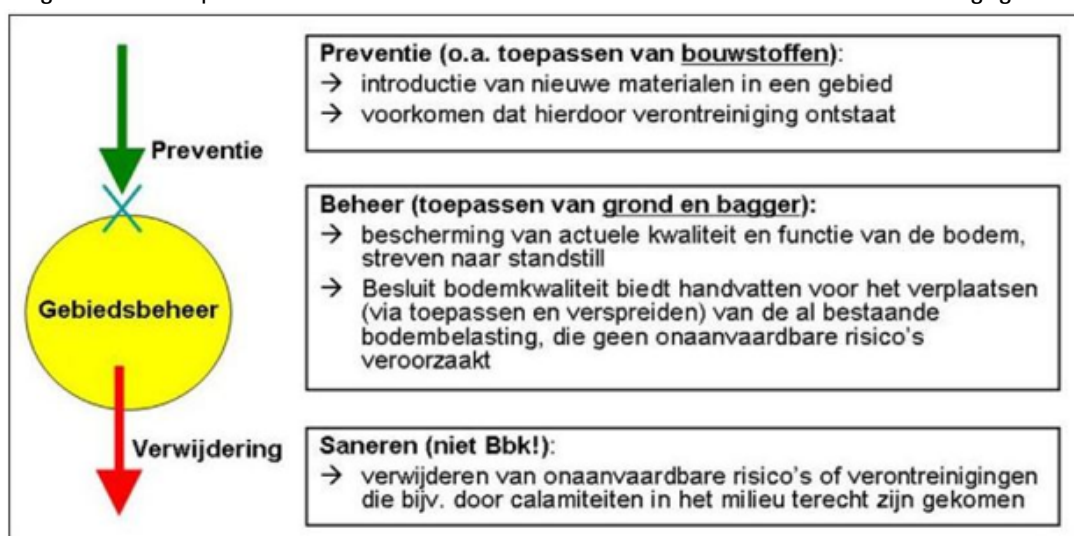 Preventie (o.a. toepassen van bouwstoffen):
→ introductie van nieuwe materialen in een gebied
→ voorkomen dat hierdoor verontreiniging ontstaat
Preventie
Beheer (toepassen van grond en bagger):
→ bescherming van actuele kwaliteit en functie van de bodem,
streven naar standstill
→ Besluit bodemkwaliteit biedt handvatten voor het verplaatsen
(via toepassen en verspreiden) van de al bestaande
bodembelasting, die geen onaanvaardbare risico's
veroorzaakt
Gebiedsbeheer
Saneren (niet Bbk!):
→ verwijderen van onaanvaardbare risico's of verontreinigingen
die bijv. door calamiteiten in het milieu terecht zijn gekomen
Verwijdering